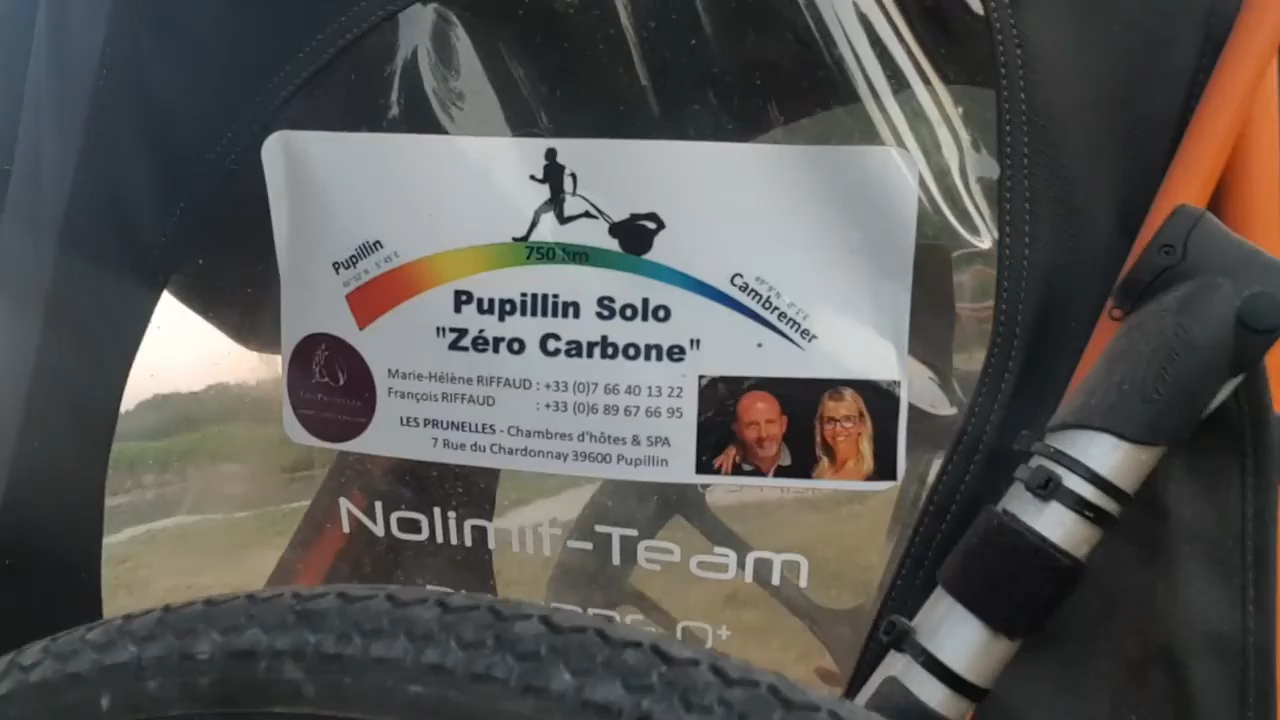 Pupillin
750 km
Cambremer
Pupillin Solo
"Zéro Carbone"
Marie-Hélène RIFFAUD : +33 (0)7 66 40 13 22
François RIFFAUD : +33 (0)6 89 67 66 95
LES PRUNELLES - Chambres d'hôtes & SPA
7 Rue du Chardonnay 39600 Pupillin
LES PRUNELLES
Nolimit-Team